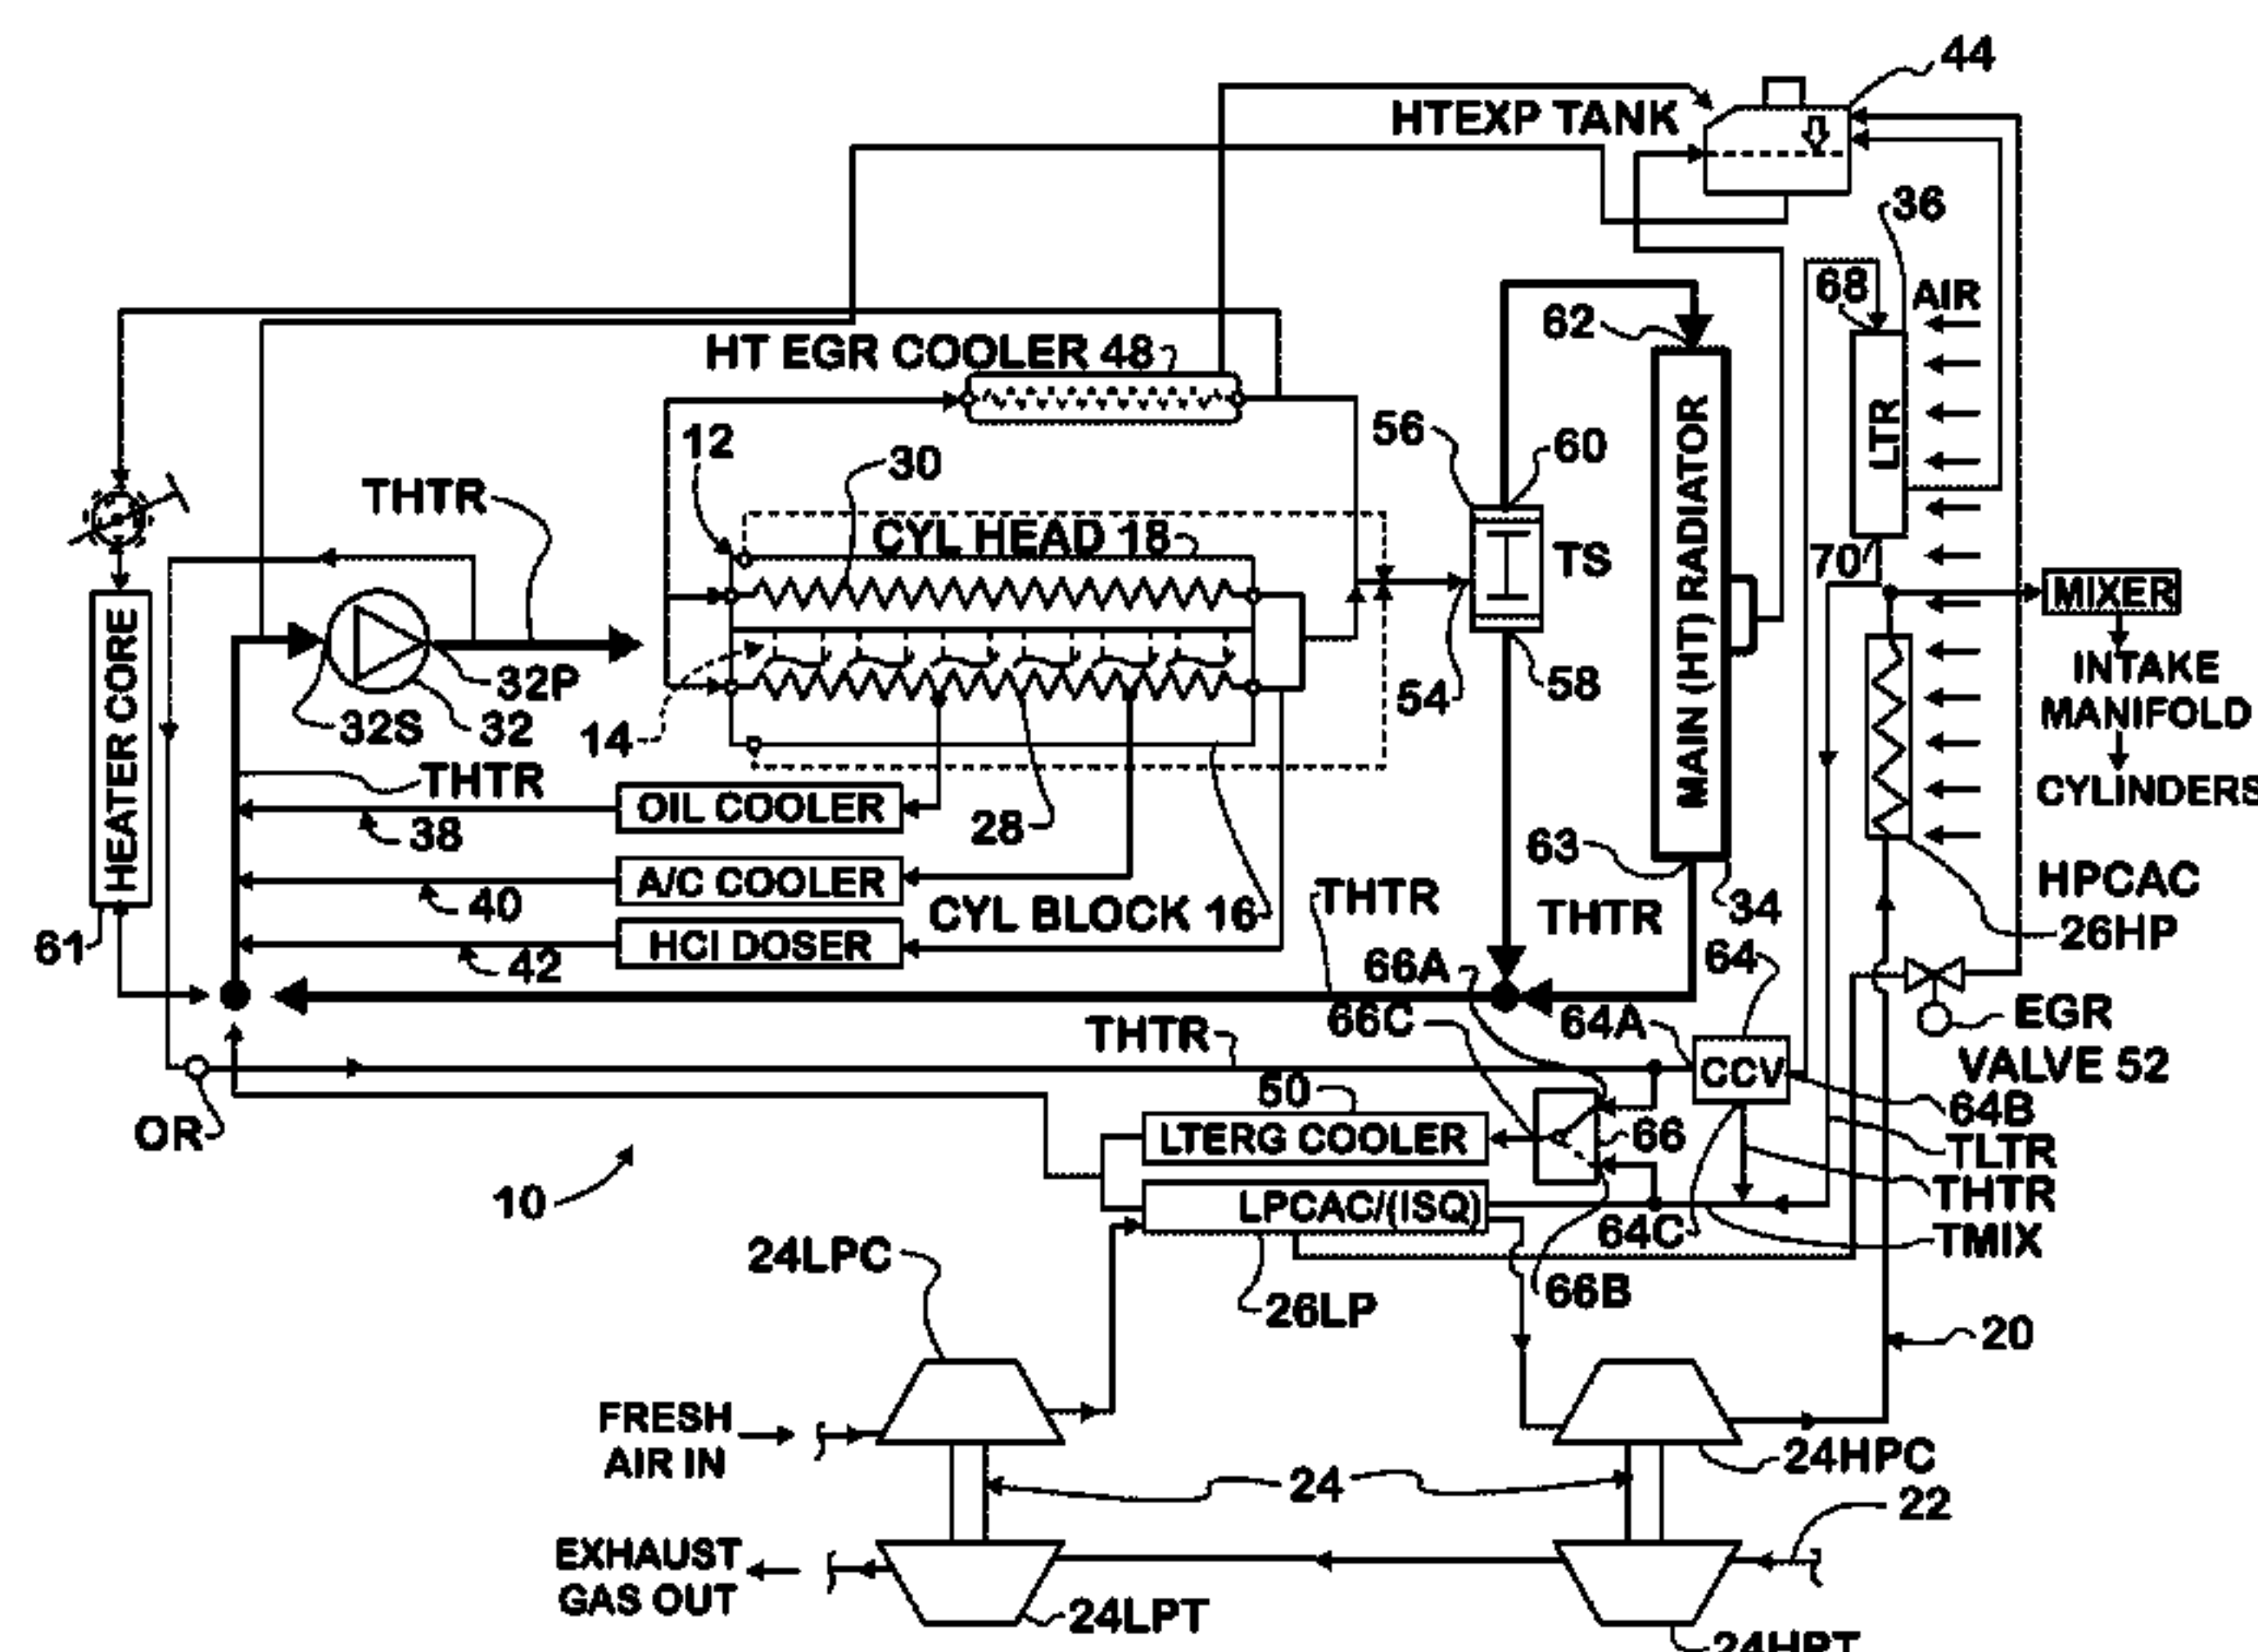 44
HTEXP TANK
36
68
AIR
62
HT EGR COOLER 48
LTR
12
30
56
60
THTR
CYL HEAD 18
TS
70
MIXER
MAIN (HT) RADIATOR
HEATER CORE
32P
58
54
INTAKE
MANIFOLD
CYLINDERS
32S
32
14
THTR
OIL COOLER
28
38
63
A/C COOLER
THTR
HPCAC
40
CYL BLOCK 16
THTR
34
26HP
61
HCI DOSER
42
66A
64
66C
64A
EGR
VALVE 52
THTR
CCV
50
64B
OR
LTERG COOLER
66
TLTR
10
THTR
LPCAC/(ISQ)
64C
TMIX
24LPC
26LP
66B
20
FRESH
AIR IN
24HPC
24
22
EXHAUST
GAS OUT
24LPT
24HPT